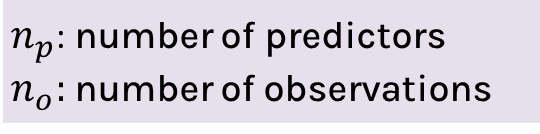 n_p: number of predictors
n_o: number of observations